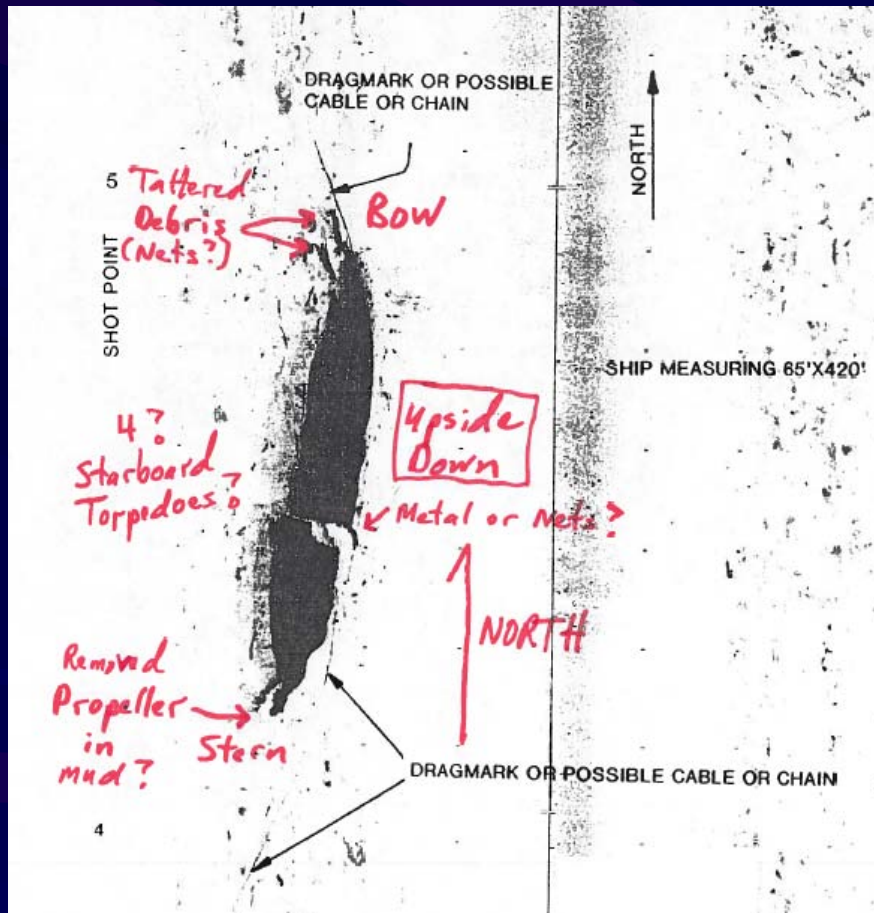 DRAGMARK OR POSSIBLE
CABLE OR CHAIN
NORTH
5
Tattered
Debris
(Nets?)
Bow
SHOT POINT
SHIP MEASURING 65'X420'
Upside
Down
4?
Starboard
Torpedoes?
Metal or Nets?
NORTH
Removed
Propeller
in
mud?
Stern
DRAGMARK OR POSSIBLE CABLE OR CHAIN
4